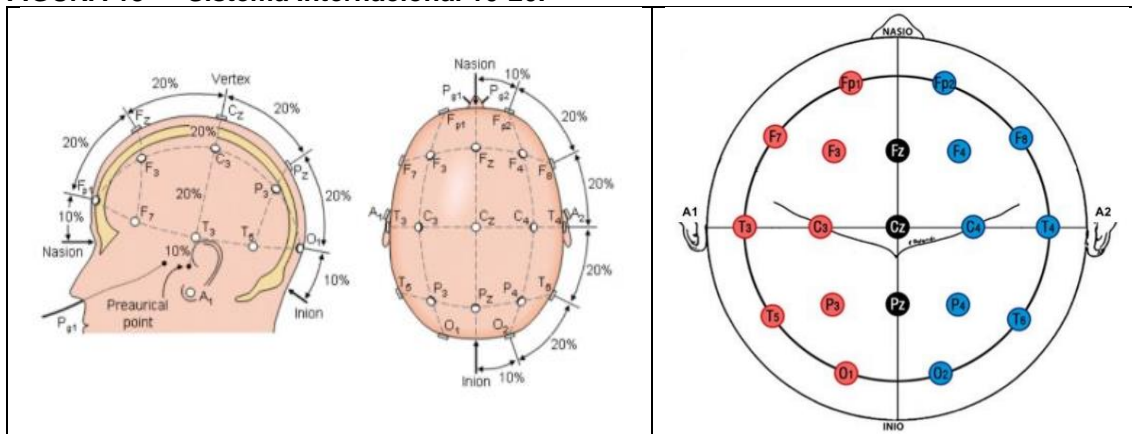 Sistema Internacional 10-20.
20%
Vertex
Cz
20%
Fz
20%
20%
F3
C3
Pz
20%
Fp1
P3
20%
10%
F7
T3
T5
O1
Nasion
10%
10%
Preaurical
point
A1
Inion
Pg1
Nasion
10%
Pg1
Pg2
20%
Fp1
Fp2
F7
F3
Fz
F4
F8
20%
A1
T3
C3
Cz
C4
T4
A2
20%
T5
P3
Pz
P4
T6
O1
O2
20%
Inion
10%
NASIO
Fp1
Fp2
F7
F3
Fz
F4
F8
A1
T3
C3
Cz
C4
T4
A2
T5
P3
Pz
P4
T6
O1
O2
INIO